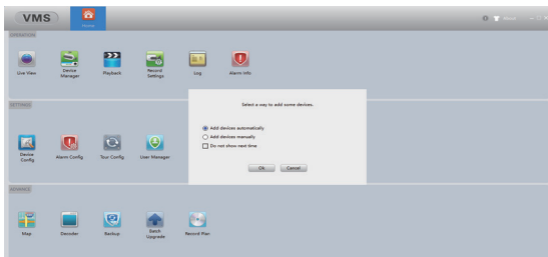 VMS
Home
About
OPERATION
Live View
Device Manager
Playback
Record Settings
Log
Alarm Info
Select a way to add some devices.
Add devices automatically
Add devices manually
Do not show next time
Ok
Cancel
SETTINGS
Device Config
Alarm Config
Tour Config
User Manager
ADVANCE
Map
Decoder
Backup
Batch Upgrade
Record Plan